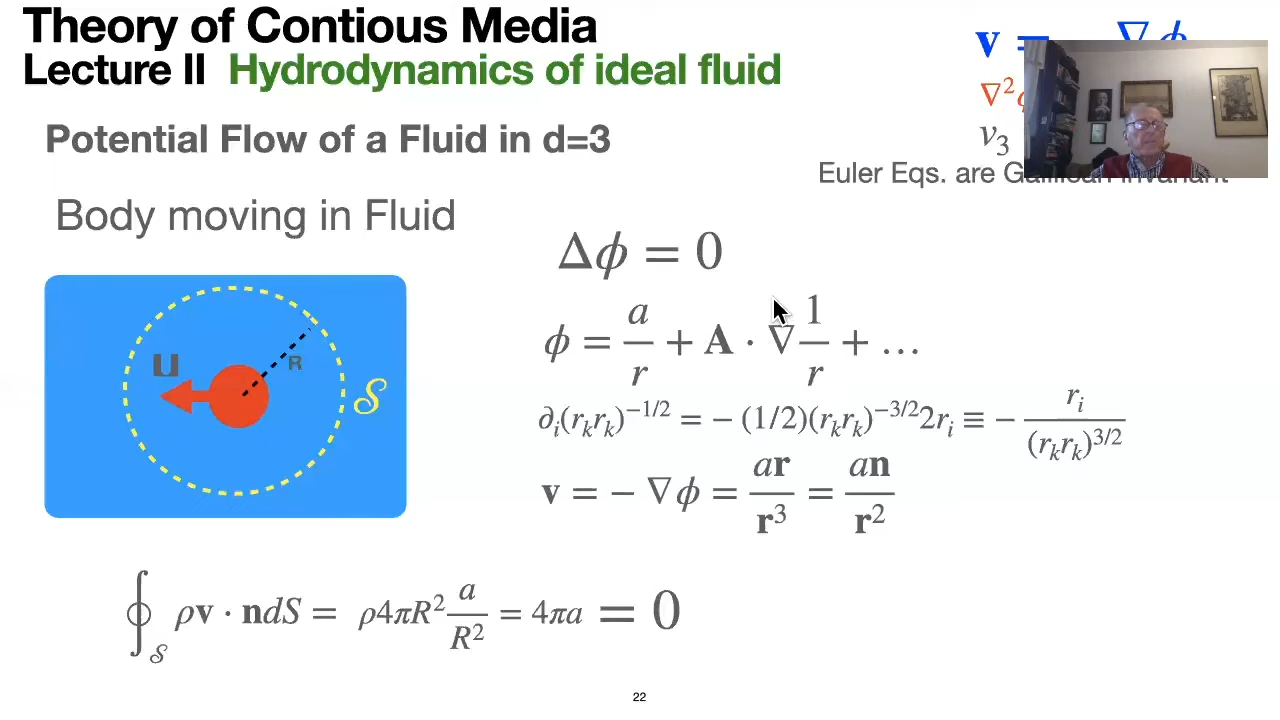 Theory of Contious Media
Lecture II Hydrodynamics of ideal fluid
v = ∇ϕ
∇²
v₃
Euler Eqs. are
Potential Flow of a Fluid in d=3
Body moving in Fluid
U
R
𝒮
Δϕ = 0
ϕ = a/r + A · ∇ 1/r + …
∂ᵢ(rₖrₖ)^{-1/2} = − (1/2)(rₖrₖ)^{-3/2}2rᵢ ≡ − rᵢ/(rₖrₖ)^{3/2}
v = − ∇ϕ = ar/r³ = an/r²
∮_𝒮 ρv · ndS = ρ4πR² a/R² = 4πa = 0
22